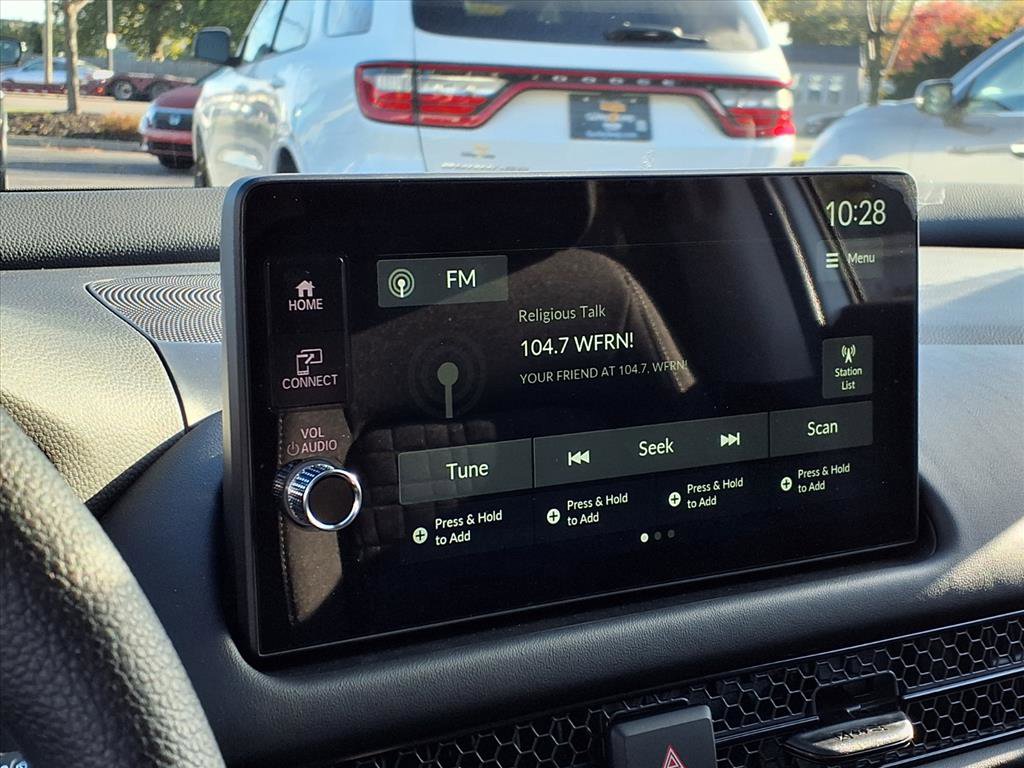 DODGE
10:28
Menu
HOME
FM
Religious Talk
104.7 WFRN!
YOUR FRIEND AT 104.7, WFRN!
CONNECT
Station
List
VOL
AUDIO
Tune
Seek
Scan
Press & Hold
to Add
Press & Hold
to Add
Press & Hold
to Add
Press & Hold
to Add